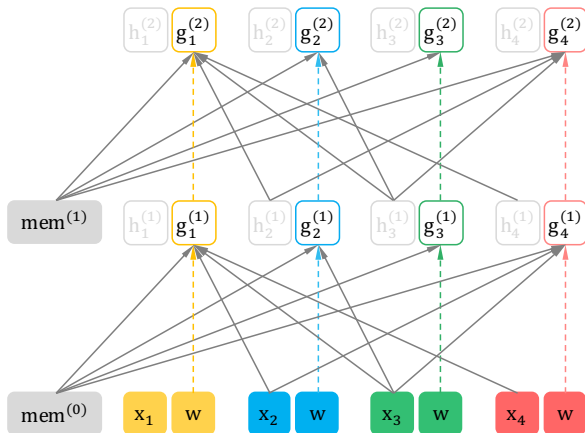 h₁⁽²⁾ g₁⁽²⁾ h₂⁽²⁾ g₂⁽²⁾ h₃⁽²⁾ g₃⁽²⁾ h₄⁽²⁾ g₄⁽²⁾
mem⁽¹⁾ h₁⁽¹⁾ g₁⁽¹⁾ h₂⁽¹⁾ g₂⁽¹⁾ h₃⁽¹⁾ g₃⁽¹⁾ h₄⁽¹⁾ g₄⁽¹⁾
mem⁽⁰⁾ x₁ w x₂ w x₃ w x₄ w